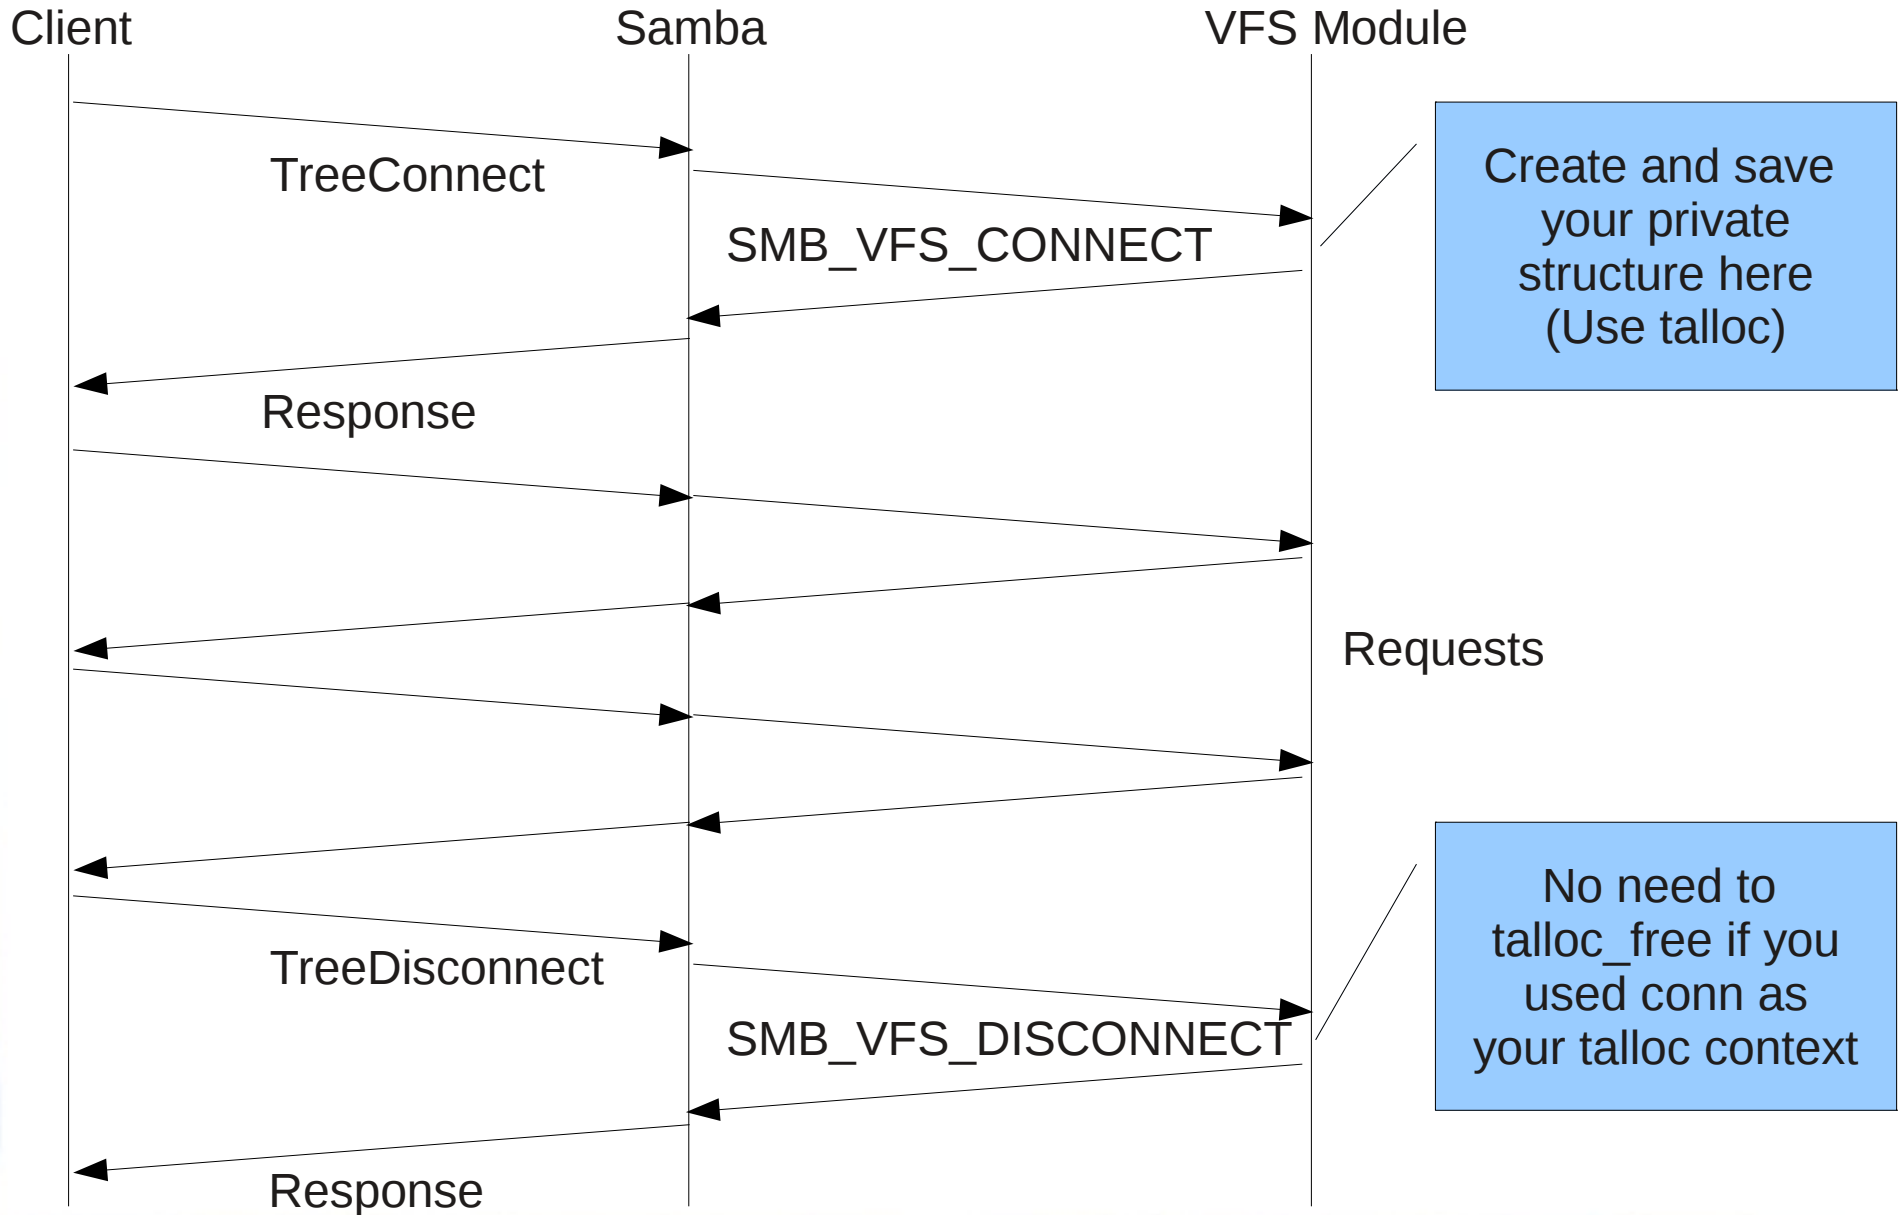 Client
Samba
VFS Module
TreeConnect
SMB_VFS_CONNECT
Create and save
your private
structure here
(Use talloc)
Response
Requests
TreeDisconnect
SMB_VFS_DISCONNECT
No need to
talloc_free if you
used conn as
your talloc context
Response